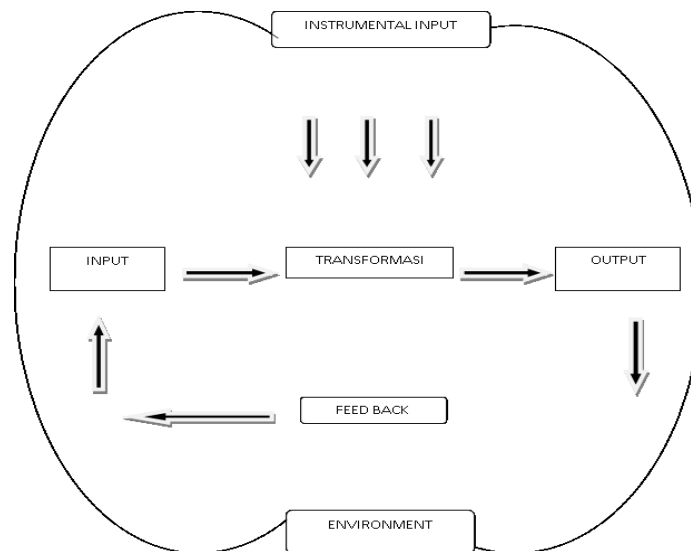 INSTRUMENTAL INPUT
INPUT
TRANSFORMASI
OUTPUT
FEED BACK
ENVIRONMENT